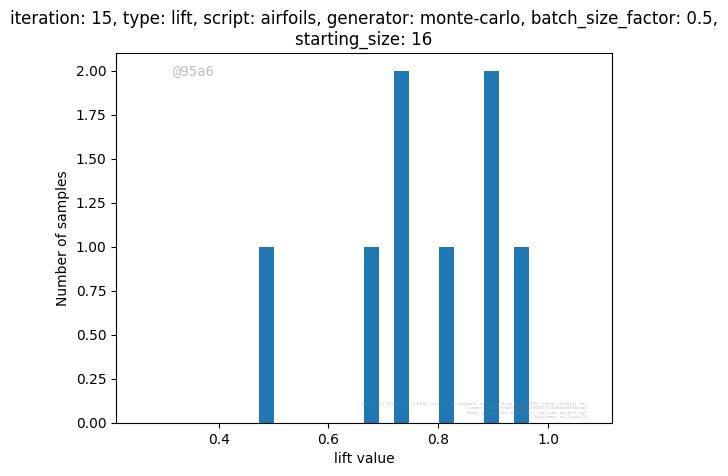 iteration: 15, type: lift, script: airfoils, generator: monte-carlo, batch_size_factor: 0.5,
starting_size: 16
@95a6
2.00
1.75
1.50
1.25
1.00
0.75
0.50
0.25
0.00
Number of samples
0.4 0.6 0.8 1.0
lift value